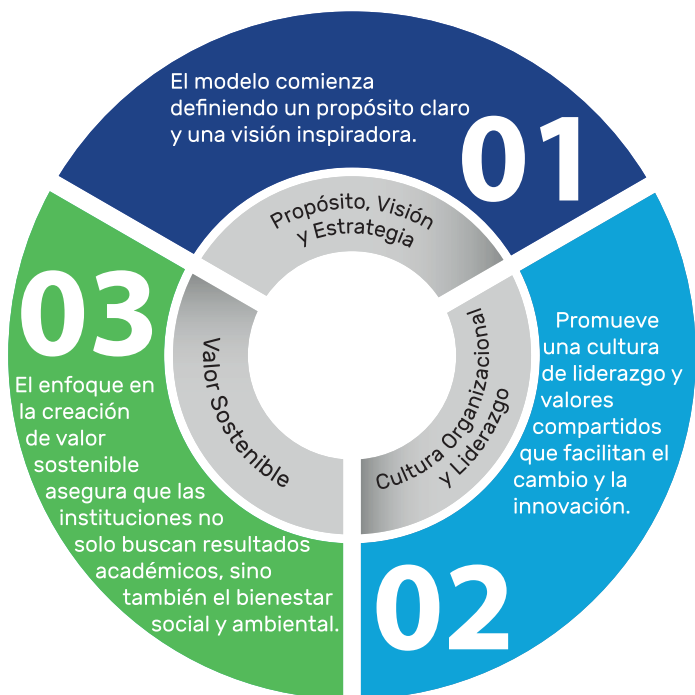 El modelo comienza
definiendo un propósito claro
y una visión inspiradora.
01
Propósito, Visión
y Estrategia
Promueve
una cultura
de liderazgo y
valores
compartidos
que facilitan el
cambio y la
innovación.
02
Cultura Organizacional
y Liderazgo
03
El enfoque en
la creación
de valor
sostenible
asegura que las
instituciones no
solo buscan resultados
académicos, sino
también el bienestar
social y ambiental.
Valor Sostenible